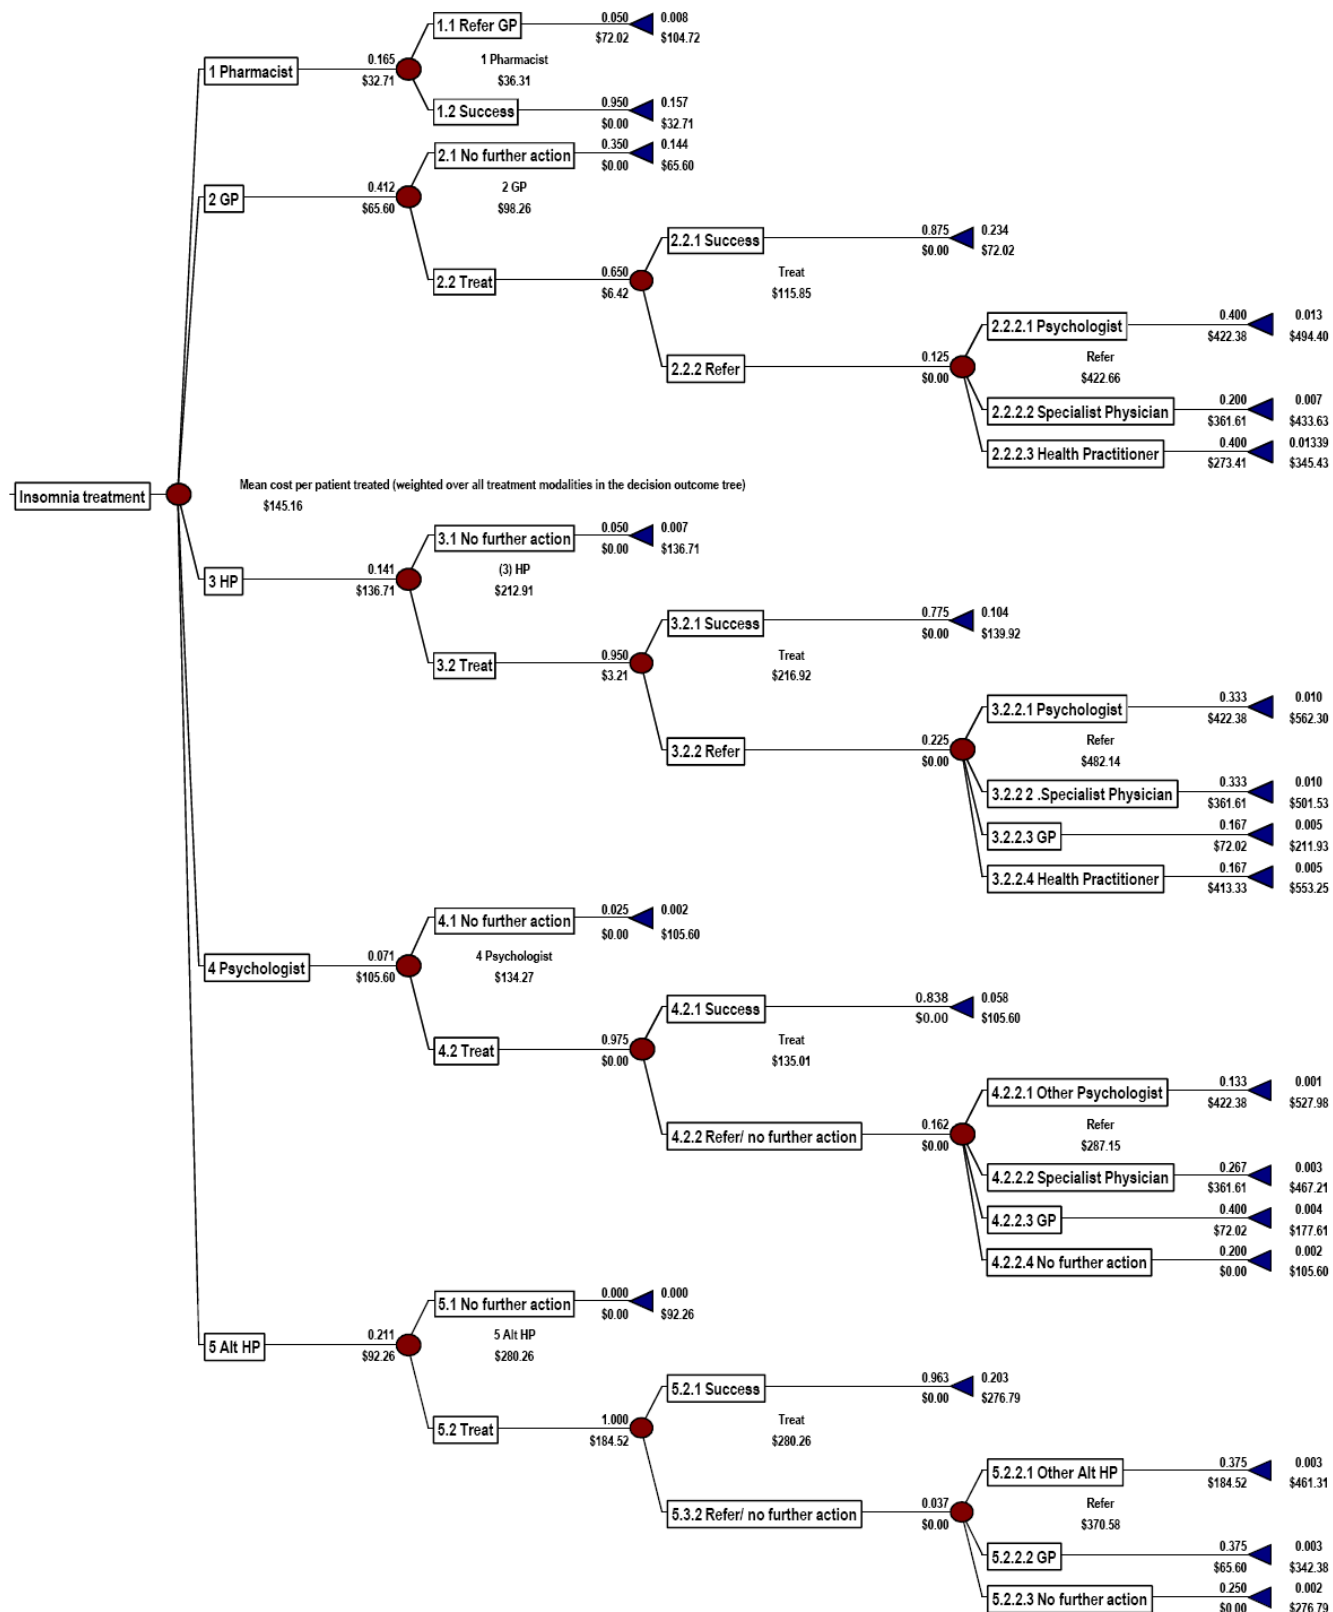 1.1 Refer GP
0.050 0.008
$72.02 $104.72
1 Pharmacist
0.165
$32.71
1 Pharmacist
$36.31
1.2 Success
0.950 0.157
$0.00 $32.71
2.1 No further action
0.350 0.144
$0.00 $65.60
2 GP
0.412
$65.60
2 GP
$98.26
2.2.1 Success
0.875 0.234
$0.00 $72.02
2.2 Treat
0.650
$6.42
Treat
$115.85
2.2.2.1 Psychologist
0.400 0.013
$422.38 $494.40
2.2.2 Refer
0.125
$0.00
Refer
$422.66
2.2.2.2 Specialist Physician
0.200 0.007
$361.61 $433.63
2.2.2.3 Health Practitioner
0.400 0.01339
$273.41 $345.43
Insomnia treatment
Mean cost per patient treated (weighted over all treatment modalities in the decision outcome tree)
$145.16
3.1 No further action
0.050 0.007
$0.00 $136.71
3 HP
0.141
$136.71
(3) HP
$212.91
3.2.1 Success
0.775 0.104
$0.00 $139.92
3.2 Treat
0.950
$3.21
Treat
$216.92
3.2.2.1 Psychologist
0.333 0.010
$422.38 $562.30
3.2.2 Refer
0.225
$0.00
Refer
$482.14
3.2.2 2 .Specialist Physician
0.333 0.010
$361.61 $501.53
3.2.2.3 GP
0.167 0.005
$72.02 $211.93
3.2.2.4 Health Practitioner
0.167 0.005
$413.33 $553.25
4.1 No further action
0.025 0.002
$0.00 $105.60
4 Psychologist
0.071
$105.60
4 Psychologist
$134.27
4.2.1 Success
0.838 0.058
$0.00 $105.60
4.2 Treat
0.975
$0.00
Treat
$135.01
4.2.2.1 Other Psychologist
0.133 0.001
$422.38 $527.98
4.2.2 Refer/ no further action
0.162
$0.00
Refer
$287.15
4.2.2.2 Specialist Physician
0.267 0.003
$361.61 $467.21
4.2.2.3 GP
0.400 0.004
$72.02 $177.61
4.2.2.4 No further action
0.200 0.002
$0.00 $105.60
5.1 No further action
0.000 0.000
$0.00 $92.26
5 Alt HP
0.211
$92.26
5 Alt HP
$280.26
5.2.1 Success
0.963 0.203
$0.00 $276.79
5.2 Treat
1.000
$184.52
Treat
$280.26
5.2.2.1 Other Alt HP
0.375 0.003
$184.52 $461.31
5.3.2 Refer/ no further action
0.037
$0.00
Refer
$370.58
5.2.2.2 GP
0.375 0.003
$65.60 $342.38
5.2.2.3 No further action
0.250 0.002
$0.00 $276.79